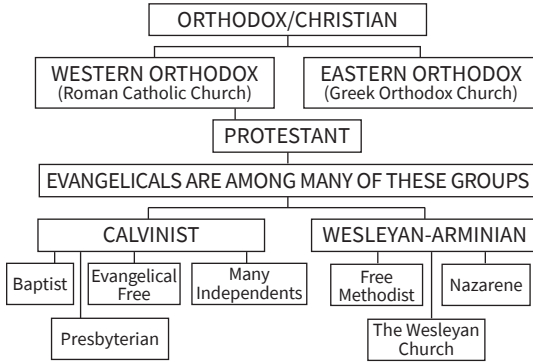 ORTHODOX/CHRISTIAN
WESTERN ORTHODOX
(Roman Catholic Church)
EASTERN ORTHODOX
(Greek Orthodox Church)
PROTESTANT
EVANGELICALS ARE AMONG MANY OF THESE GROUPS
CALVINIST
WESLEYAN-ARMINIAN
Baptist
Evangelical
Free
Many
Independents
Free
Methodist
Nazarene
Presbyterian
The Wesleyan
Church